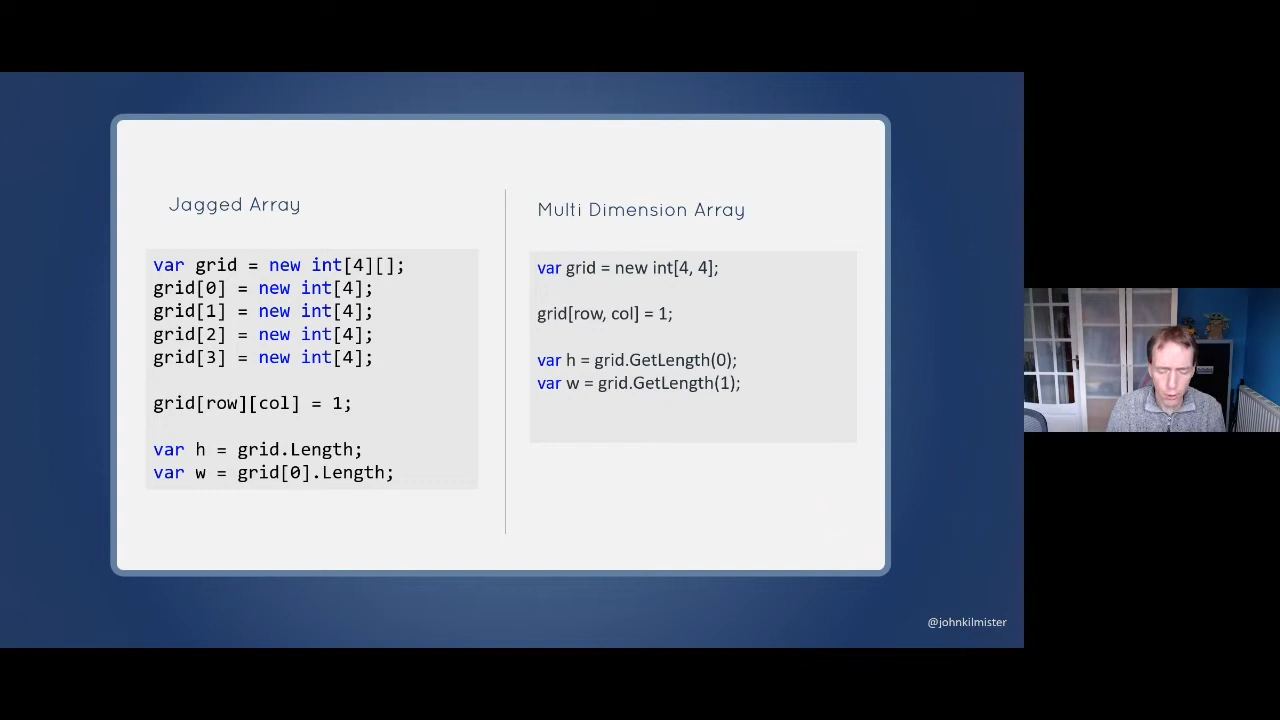 Jagged Array
var grid = new int[4][];
grid[0] = new int[4];
grid[1] = new int[4];
grid[2] = new int[4];
grid[3] = new int[4];
grid[row][col] = 1;
var h = grid.Length;
var w = grid[0].Length;
Multi Dimension Array
var grid = new int[4, 4];
grid[row, col] = 1;
var h = grid.GetLength(0);
var w = grid.GetLength(1);
@johnkilmister